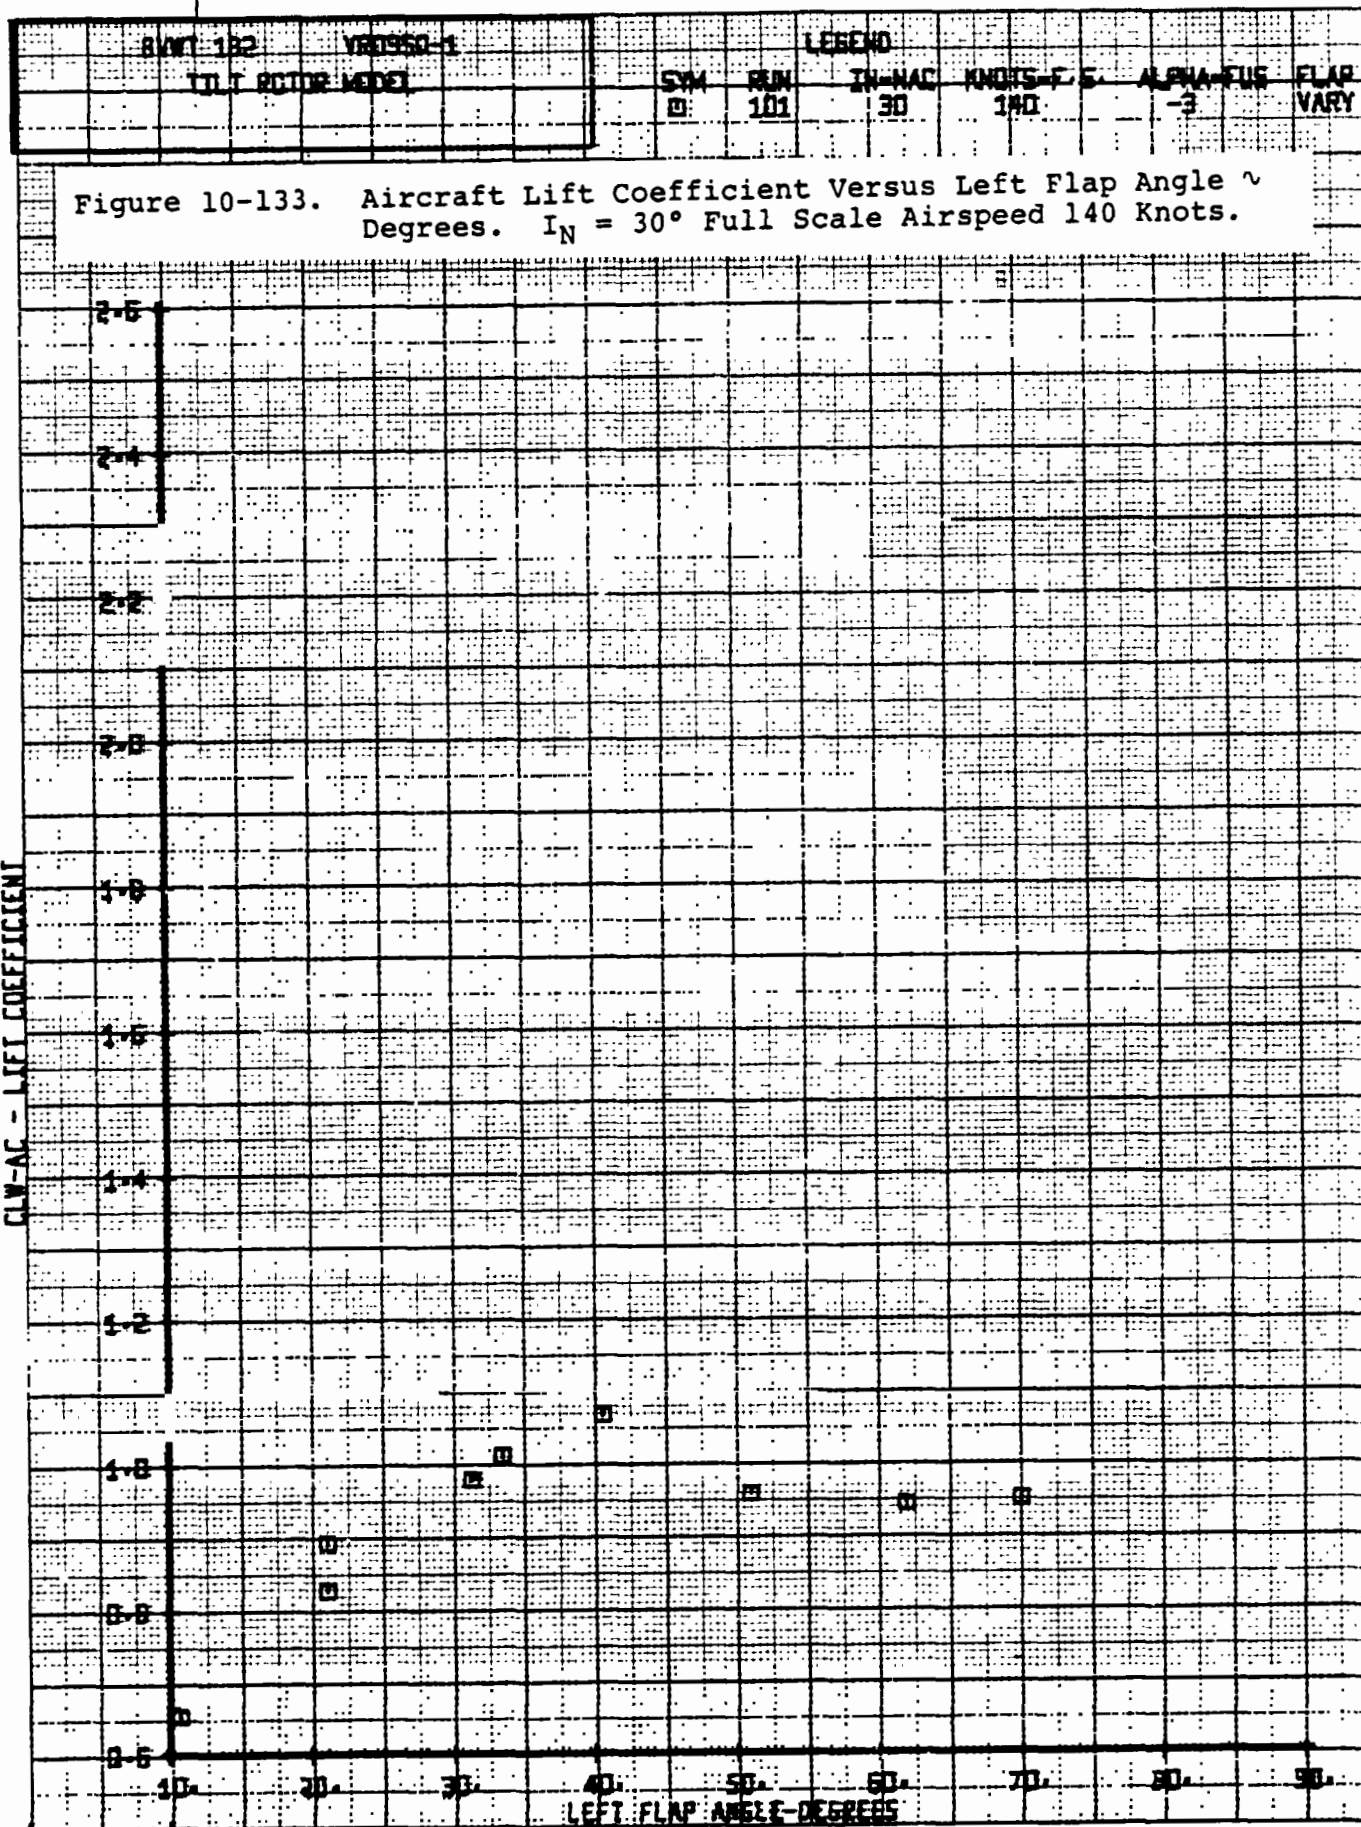 BVWT 182 VR095Q-1
TILT ROTOR MODEL
LEGEND
SYM RUN IN-NAC KNOTS-F.S. ALPHA-FUS FLAP
101 30 140 -3 VARY
Figure 10-133. Aircraft Lift Coefficient Versus Left Flap Angle ~
Degrees. I_N = 30° Full Scale Airspeed 140 Knots.
2.6
2.4
2.2
2.0
1.8
1.6
1.4
1.2
1.0
0.8
0.6
CLW-AC - LIFT COEFFICIENT
10. 20. 30. 40. 50. 60. 70. 80. 90.
LEFT FLAP ANGLE-DEGREES